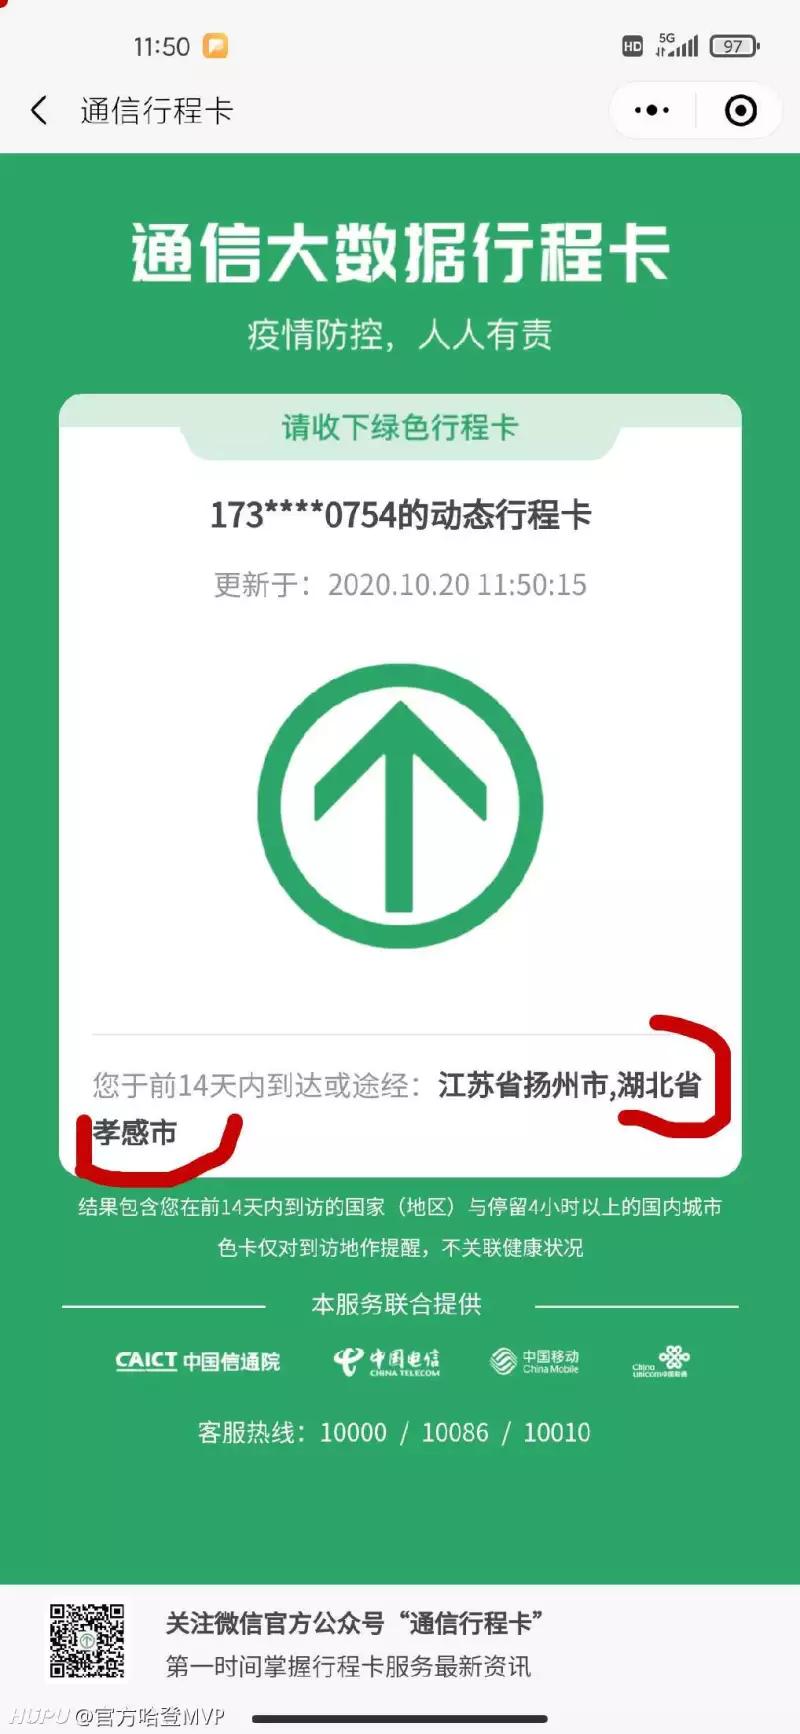 11:50
HD 5G 97
通信行程卡
通信大数据行程卡
疫情防控，人人有责
请收下绿色行程卡
173****0754的动态行程卡
更新于：2020.10.20 11:50:15
您于前14天内到达或途经：江苏省扬州市,湖北省
孝感市
结果包含您在前14天内到访的国家（地区）与停留4小时以上的国内城市
色卡仅对到访地作提醒，不关联健康状况
本服务联合提供
CAICT 中国信通院 中国电信 CHINA TELECOM 中国移动 China Mobile China unicom中国联通
客服热线：10000 / 10086 / 10010
关注微信官方公众号“通信行程卡”
第一时间掌握行程卡服务最新资讯
HUPU @官方哈登MVP